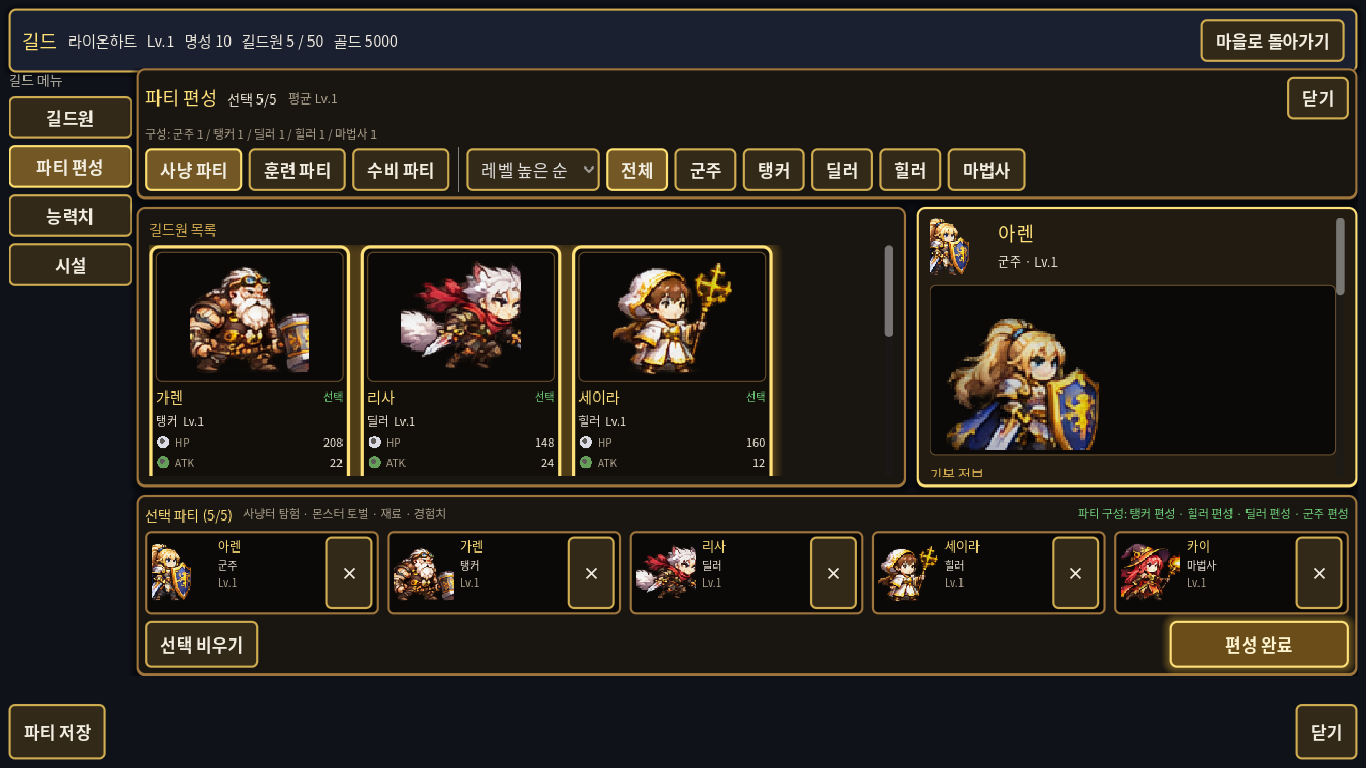 길드 라이온하트 Lv.1 명성 10 길드원 5 / 50 골드 5000
마을로 돌아가기
길드 메뉴
길드원
파티 편성
능력치
시설
파티 편성 선택 5/5 평균 Lv.1
닫기
구성: 군주 1 / 탱커 1 / 딜러 1 / 힐러 1 / 마법사 1
사냥 파티 훈련 파티 수비 파티 레벨 높은 순 전체 군주 탱커 딜러 힐러 마법사
길드원 목록
가렌 선택
탱커 Lv.1
HP 208
ATK 22
리사 선택
딜러 Lv.1
HP 148
ATK 24
세이라 선택
힐러 Lv.1
HP 160
ATK 12
아렌
군주 · Lv.1
기본 정보
선택 파티 (5/5) 사냥터 탐험 · 몬스터 토벌 · 재료 · 경험치
파티 구성: 탱커 편성 · 힐러 편성 · 딜러 편성 · 군주 편성
아렌
군주
Lv.1
×
가렌
탱커
Lv.1
×
리사
딜러
Lv.1
×
세이라
힐러
Lv.1
×
카이
마법사
Lv.1
×
선택 비우기
편성 완료
파티 저장
닫기